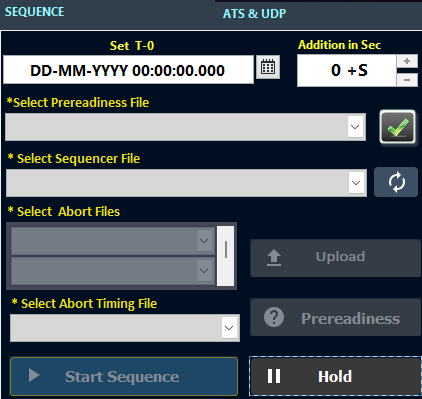 SEQUENCE
ATS & UDP
Set T-0
Addition in Sec
DD-MM-YYYY 00:00:00.000
0 +S
*Select Prereadiness File
* Select Sequencer File
* Select Abort Files
Upload
* Select Abort Timing File
Prereadiness
Start Sequence
Hold